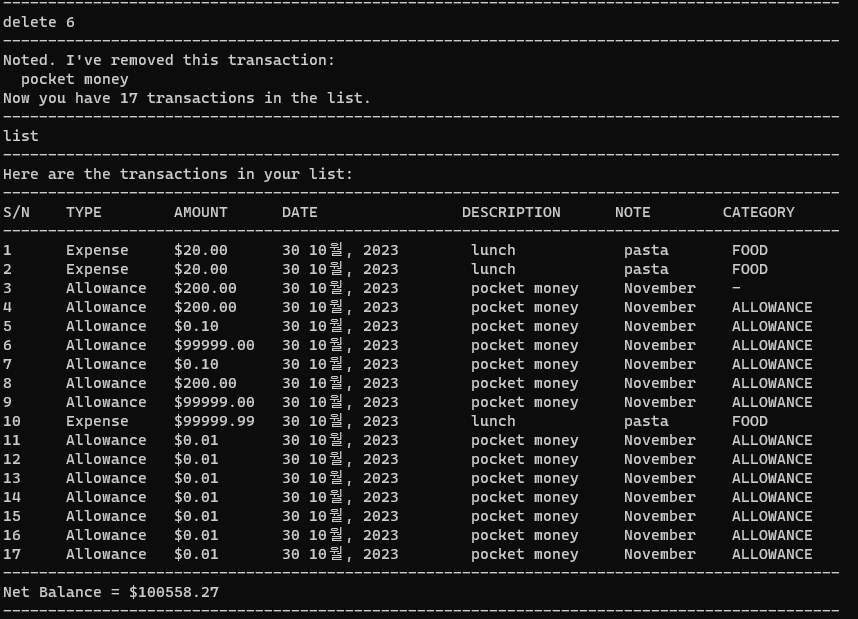 delete 6
Noted. I've removed this transaction:
pocket money
Now you have 17 transactions in the list.
list
Here are the transactions in your list:
S/N TYPE AMOUNT DATE DESCRIPTION NOTE CATEGORY
1 Expense $20.00 30 10월, 2023 lunch pasta FOOD
2 Expense $20.00 30 10월, 2023 lunch pasta FOOD
3 Allowance $200.00 30 10월, 2023 pocket money November –
4 Allowance $200.00 30 10월, 2023 pocket money November ALLOWANCE
5 Allowance $0.10 30 10월, 2023 pocket money November ALLOWANCE
6 Allowance $99999.00 30 10월, 2023 pocket money November ALLOWANCE
7 Allowance $0.10 30 10월, 2023 pocket money November ALLOWANCE
8 Allowance $200.00 30 10월, 2023 pocket money November ALLOWANCE
9 Allowance $99999.00 30 10월, 2023 pocket money November ALLOWANCE
10 Expense $99999.99 30 10월, 2023 lunch pasta FOOD
11 Allowance $0.01 30 10월, 2023 pocket money November ALLOWANCE
12 Allowance $0.01 30 10월, 2023 pocket money November ALLOWANCE
13 Allowance $0.01 30 10월, 2023 pocket money November ALLOWANCE
14 Allowance $0.01 30 10월, 2023 pocket money November ALLOWANCE
15 Allowance $0.01 30 10월, 2023 pocket money November ALLOWANCE
16 Allowance $0.01 30 10월, 2023 pocket money November ALLOWANCE
17 Allowance $0.01 30 10월, 2023 pocket money November ALLOWANCE
Net Balance = $100558.27